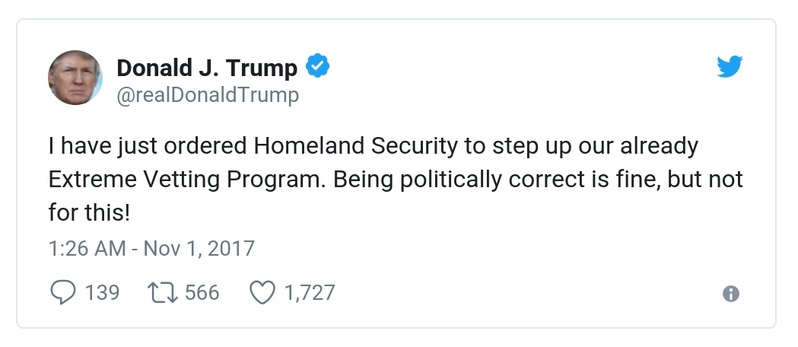 Donald J. Trump
@realDonaldTrump
I have just ordered Homeland Security to step up our already
Extreme Vetting Program. Being politically correct is fine, but not
for this!
1:26 AM - Nov 1, 2017
139 566 1,727